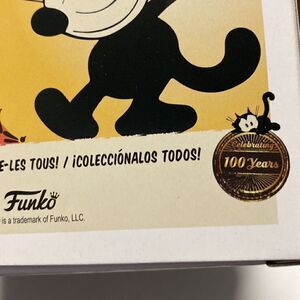 E-LES TOUS! / ¡COLECCIÓNALOS TODOS!
Celebrating
100 Years
Funko
is a trademark of Funko, LLC.